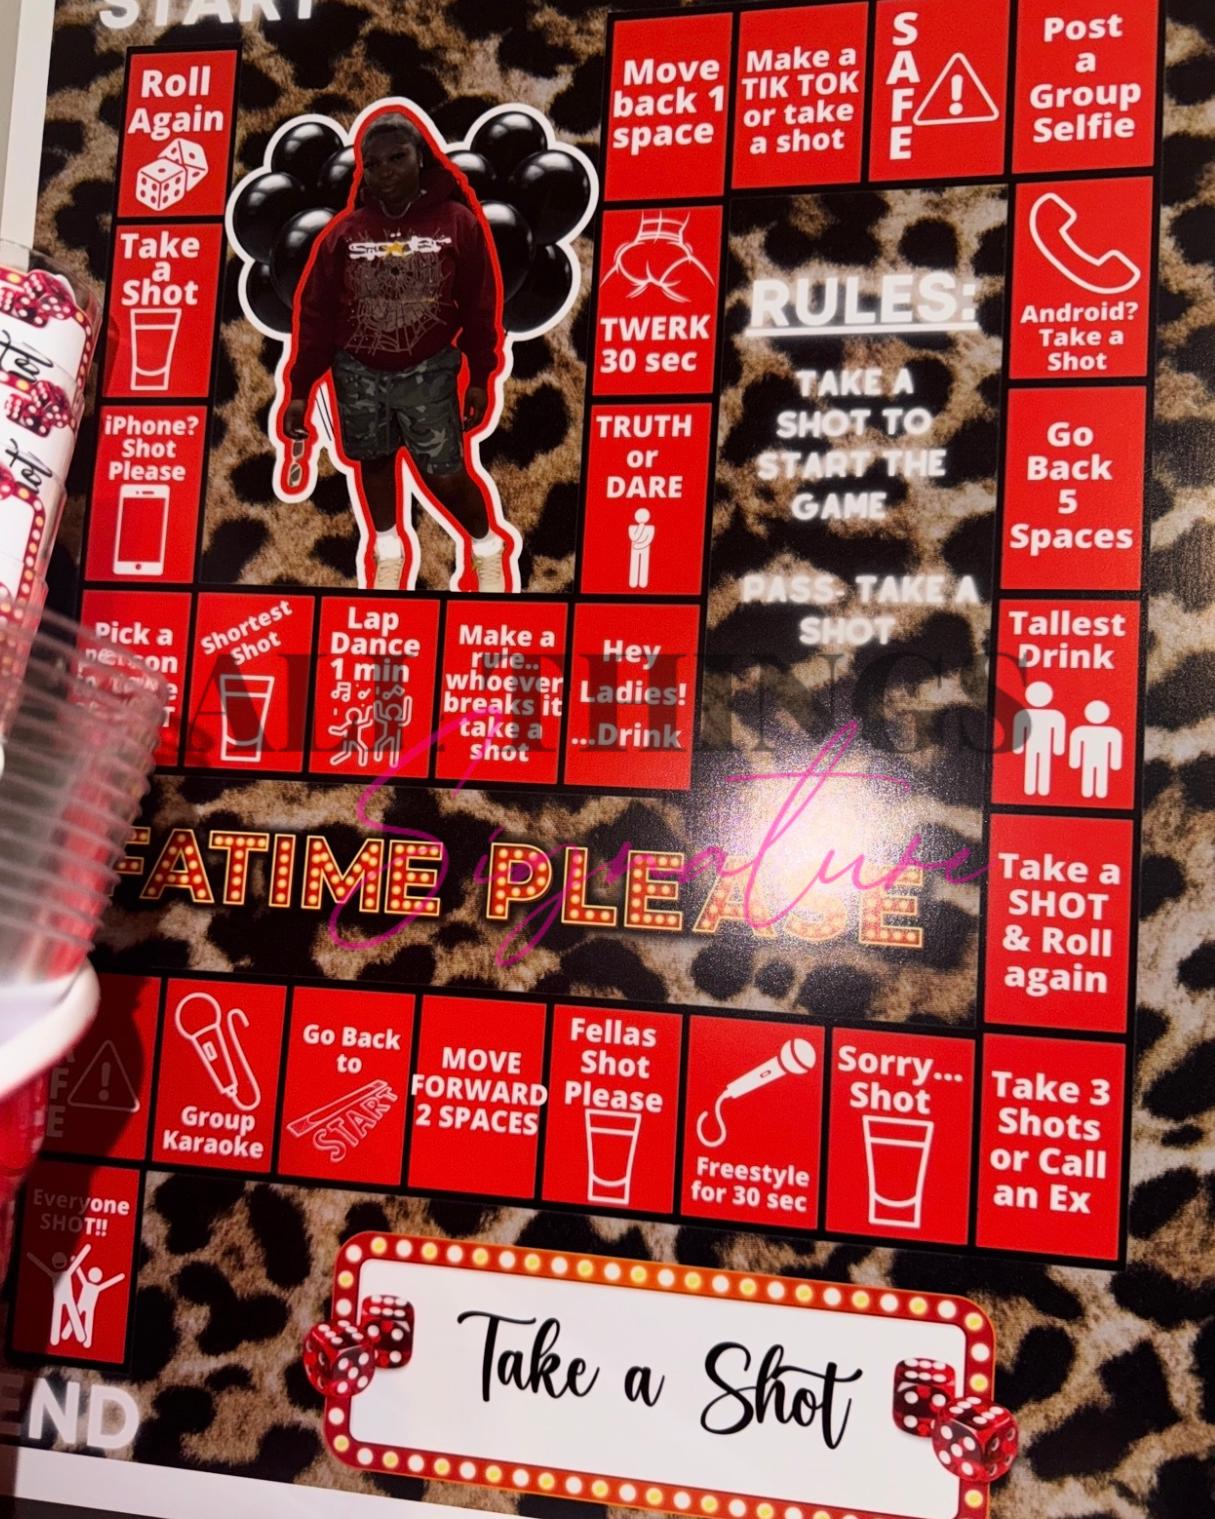 START
Roll
Again
Take
a
Shot
iPhone?
Shot
Please
Pick a
Shortest
Shot
Lap
Dance
1 min
Make a
rule..
whoever
breaks it
take a
shot
Hey
Ladies!
...Drink
TRUTH
or
DARE
TWERK
30 sec
Move
back 1
space
Make a
TIK TOK
or take
a shot
SAFE
Post
a
Group
Selfie
Android?
Take a
Shot
Go
Back
5
Spaces
Tallest
Drink
Take a
SHOT
& Roll
again
Take 3
Shots
or Call
an Ex
Sorry...
Shot
Freestyle
for 30 sec
Fellas
Shot
Please
MOVE
FORWARD
2 SPACES
Go Back
to
START
Group
Karaoke
Everyone
SHOT!!
END
RULES:
TAKE A
SHOT TO
START THE
GAME
PASS- TAKE A
SHOT
FATIME PLEASE
ALL THINGS
Signature
Take a Shot